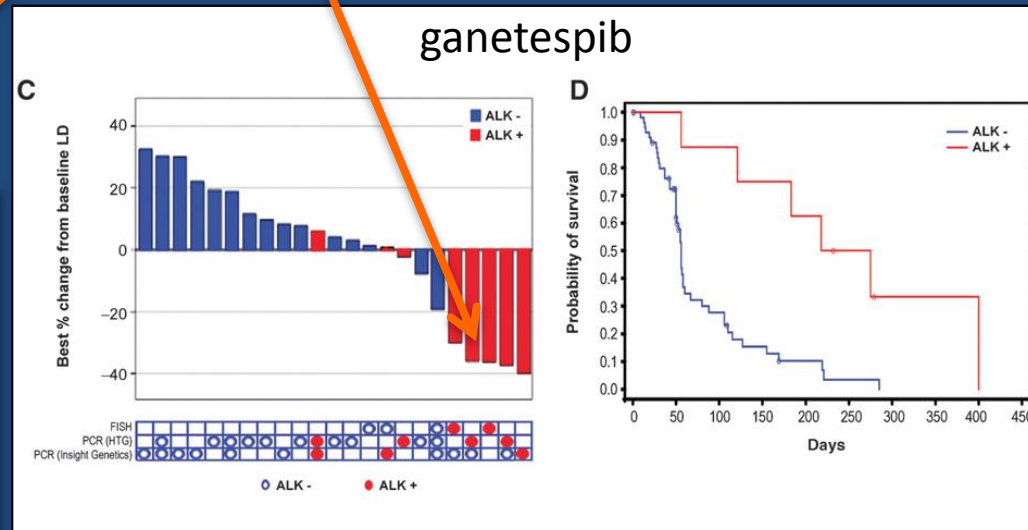 ganetespib
C
ALK -
ALK +
Best % change from baseline LD
40
20
0
−20
−40
FISH
PCR (HTG)
PCR (Insight Genetics)
ALK -
ALK +
D
ALK -
ALK +
Probability of survival
1.0
0.9
0.8
0.7
0.6
0.5
0.4
0.3
0.2
0.1
0.0
0 50 100 150 200 250 300 350 400 450
Days